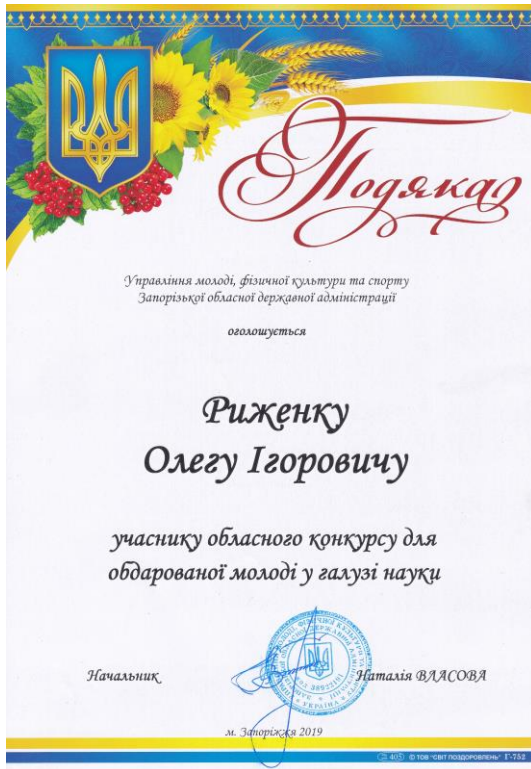 Подяка
Управління молоді, фізичної культури та спорту
Запорізької обласної державної адміністрації
оголошується
Риженку
Олегу Ігоровичу
учаснику обласного конкурсу для
обдарованої молоді у галузі науки
Начальник
Наталія ВЛАСОВА
м. Запоріжжя 2019
© ТОВ "СВІТ ПОЗДОРОВЛЕНЬ" Г-752